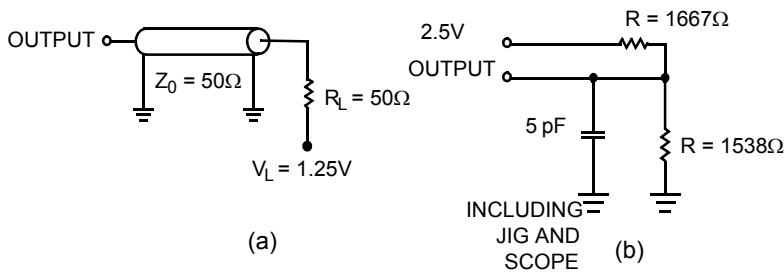 OUTPUT
Z0 = 50Ω
RL = 50Ω
VL = 1.25V
(a)
2.5V
R = 1667Ω
OUTPUT
5 pF
R = 1538Ω
INCLUDING
JIG AND
SCOPE
(b)